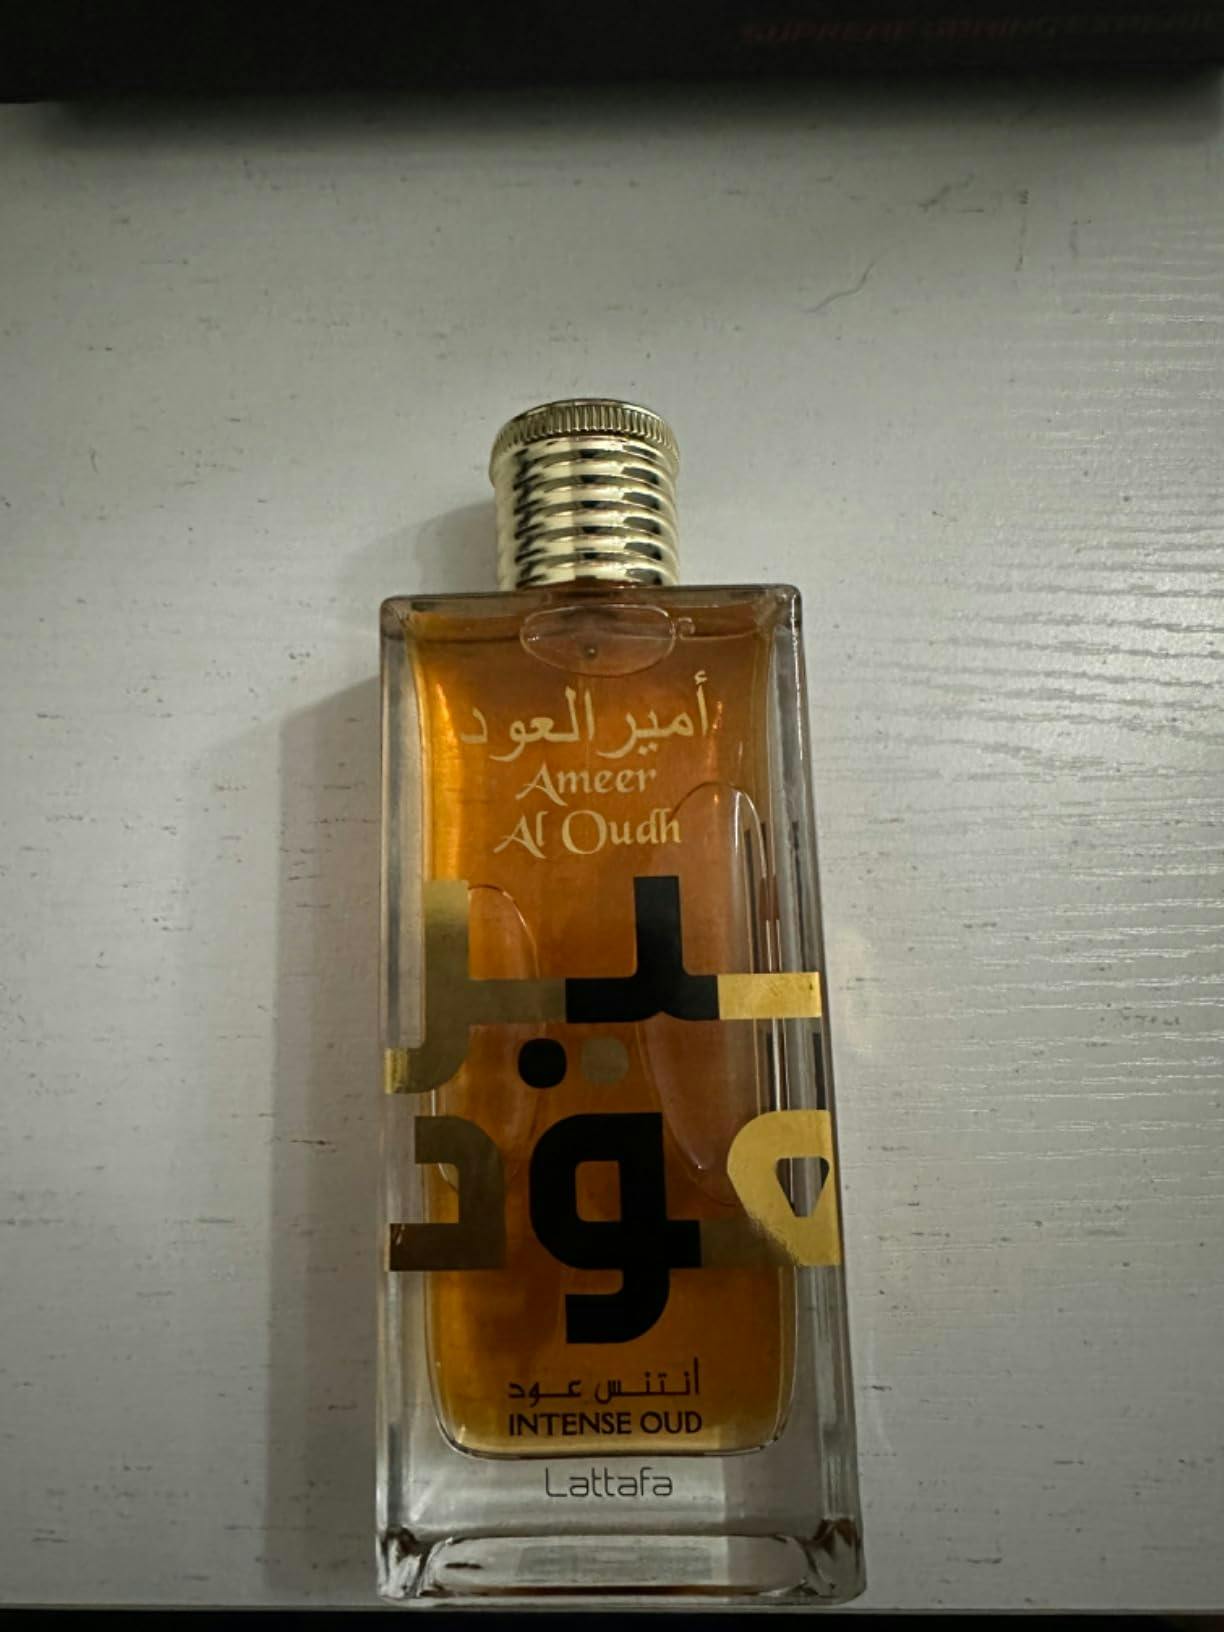 أمير العود
Ameer
Al Oudh
أنتنس عود
INTENSE OUD
Lattafa